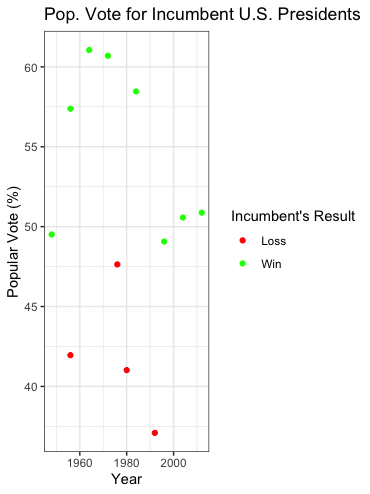 Pop. Vote for Incumbent U.S. Presidents
60
55
50
45
40
Popular Vote (%)
1960 1980 2000
Year
Incumbent's Result
Loss
Win